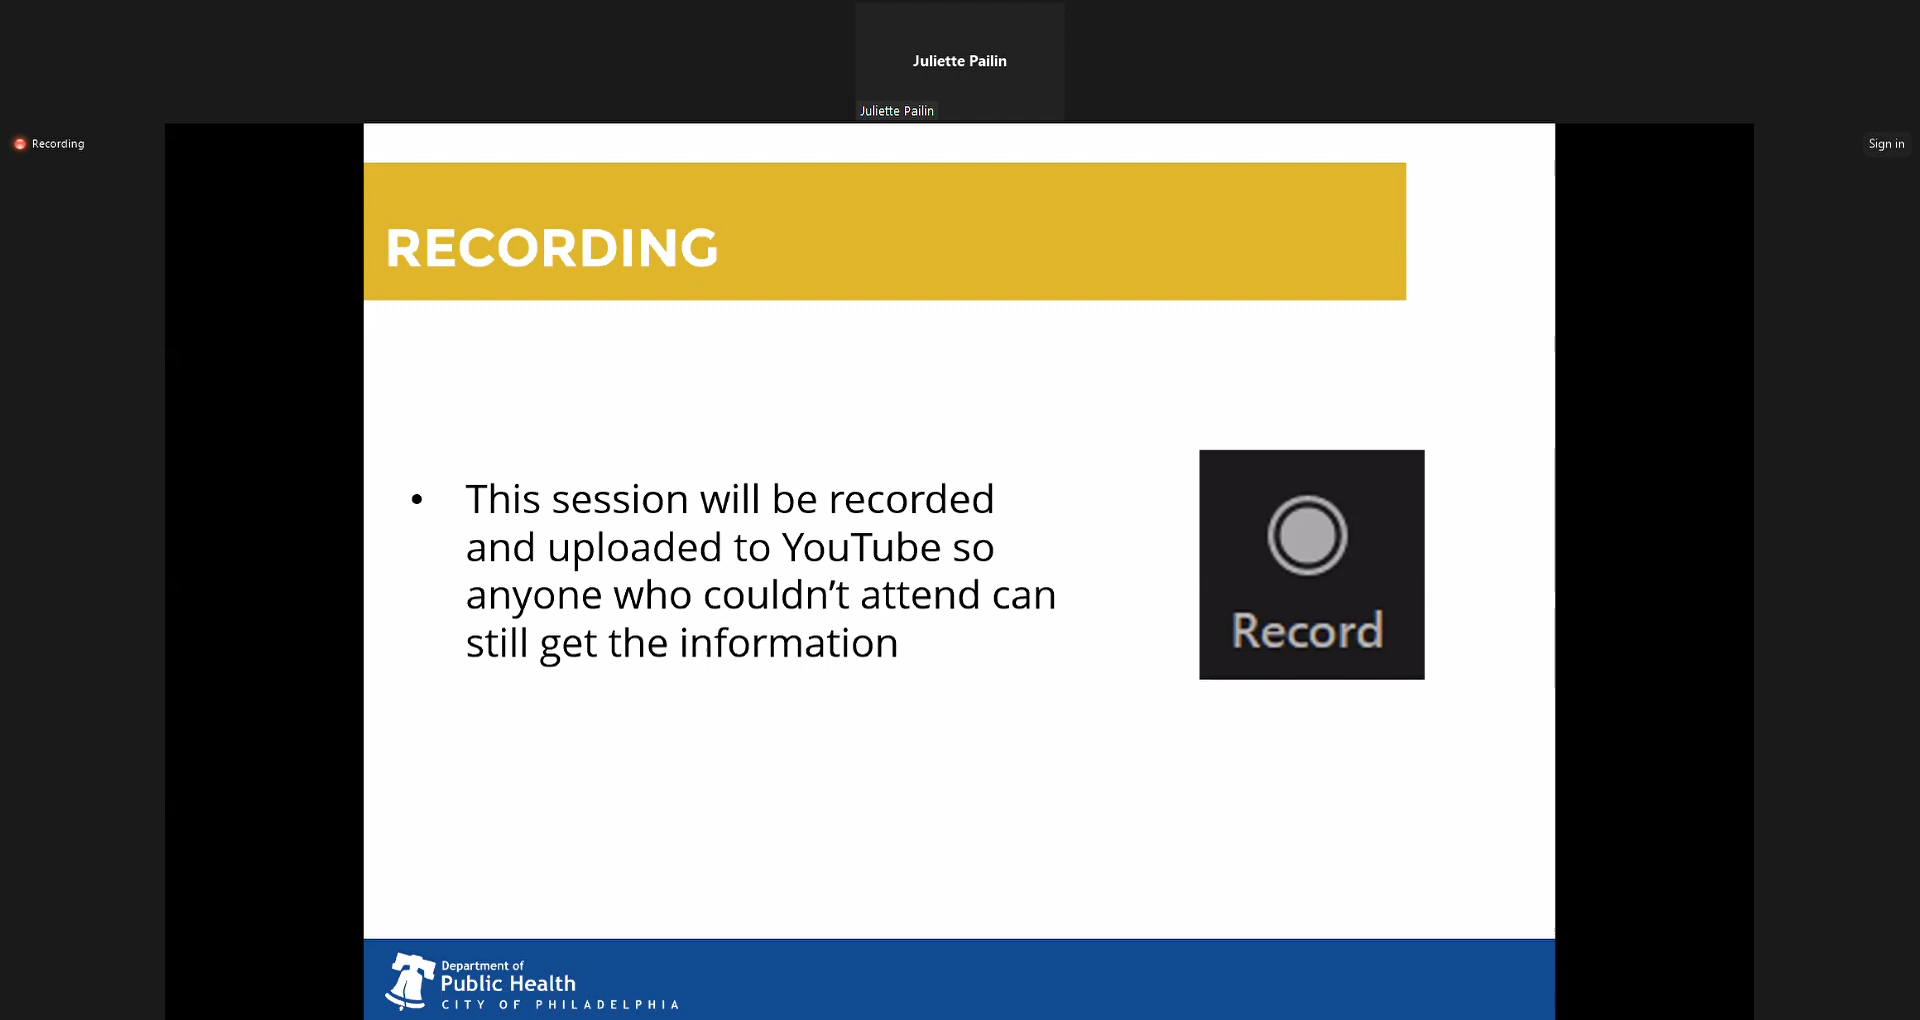 Juliette Pailin
Juliette Pailin
Recording
Sign in
RECORDING
• This session will be recorded
and uploaded to YouTube so
anyone who couldn’t attend can
still get the information
Record
Department of
Public Health
CITY OF PHILADELPHIA